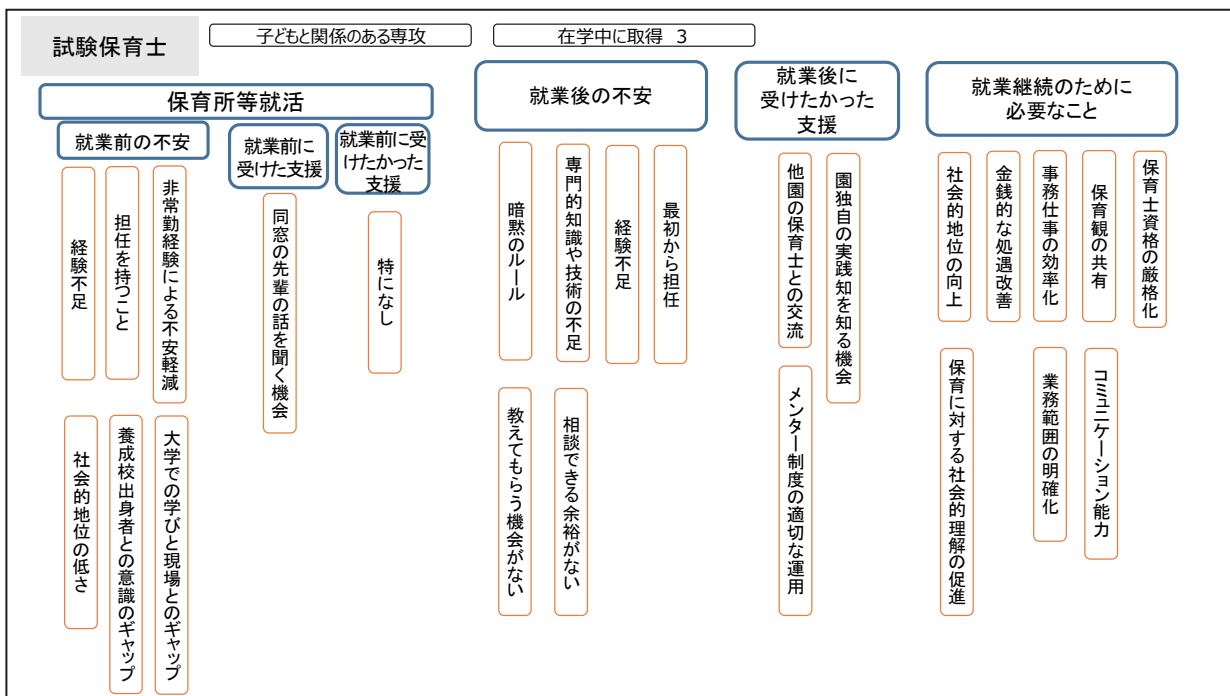 試験保育士
子どもと関係のある専攻
在学中に取得 3
保育所等就活
就業前の不安
経験不足
担任を持つこと
非常勤経験による不安軽減
社会的地位の低さ
養成校出身者との意識のギャップ
大学での学びと現場とのギャップ
就業前に
受けた支援
同窓の先輩の話を聞く機会
就業前に受
けたかった
支援
特になし
就業後の不安
暗黙のルール
専門的知識や技術の不足
経験不足
最初から担任
教えてもらう機会がない
相談できる余裕がない
就業後に
受けたかった
支援
他園の保育士との交流
園独自の実践知を知る機会
メンター制度の適切な運用
就業継続のために
必要なこと
社会的地位の向上
金銭的な処遇改善
事務仕事の効率化
保育観の共有
保育士資格の厳格化
保育に対する社会的理解の促進
業務範囲の明確化
コミュニケーション能力